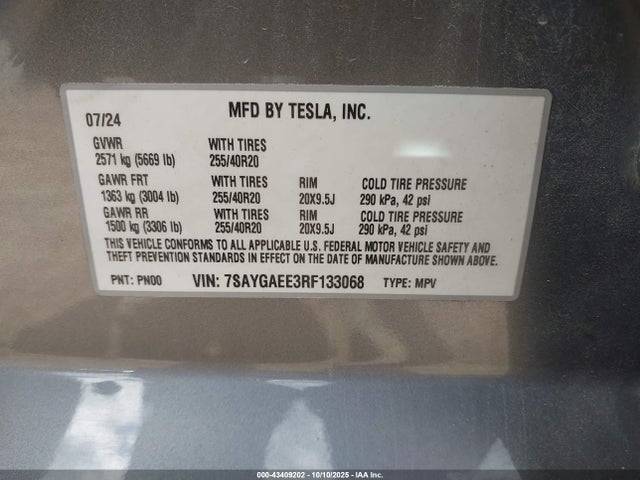 07/24 MFD BY TESLA, INC.
GVWR WITH TIRES
2571 kg (5669 lb) 255/40R20
GAWR FRT WITH TIRES RIM COLD TIRE PRESSURE
1363 kg (3004 lb) 255/40R20 20X9.5J 290 kPa, 42 psi
GAWR RR WITH TIRES RIM COLD TIRE PRESSURE
1500 kg (3306 lb) 255/40R20 20X9.5J 290 kPa, 42 psi
THIS VEHICLE CONFORMS TO ALL APPLICABLE U.S. FEDERAL MOTOR VEHICLE SAFETY AND
THEFT PREVENTION STANDARDS IN EFFECT ON THE DATE OF MANUFACTURE SHOWN ABOVE.
PNT: PN00 VIN: 7SAYGAEE3RF133068 TYPE: MPV
000-43409202 - 10/10/2025 - IAA Inc.